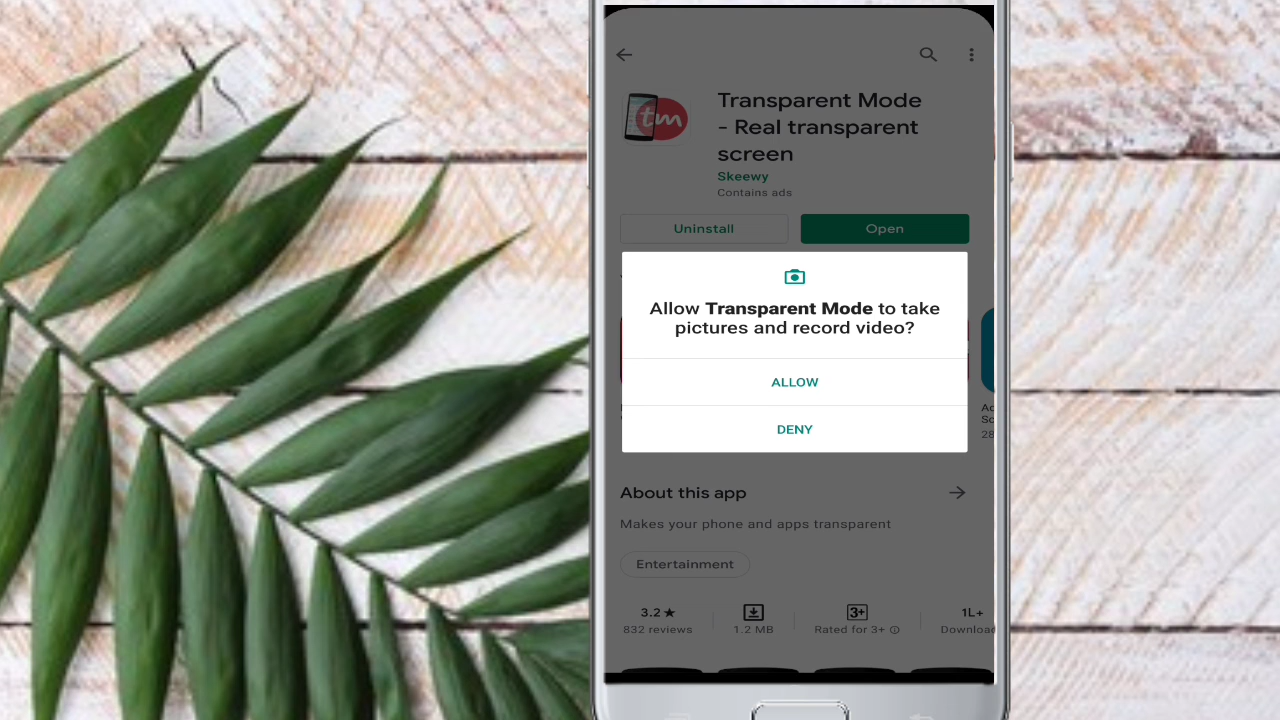 Transparent Mode
- Real transparent
screen
tm
Skeewy
Contains ads
Uninstall
Open
Allow Transparent Mode to take
pictures and record video?
ALLOW
DENY
28
About this app
Makes your phone and apps transparent
Entertainment
3.2★
3+
1L+
832 reviews
1.2 MB
Rated for 3+